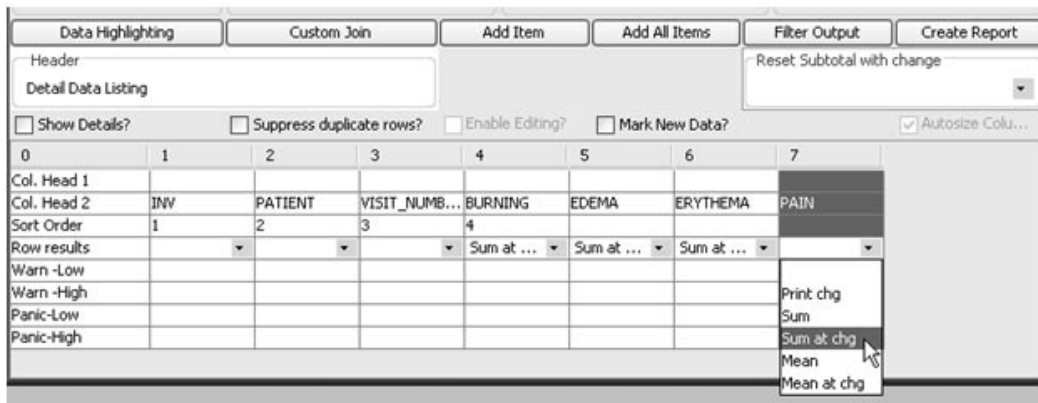 Data Highlighting Custom Join Add Item Add All Items Filter Output Create Report
Header Reset Subtotal with change
Detail Data Listing
Show Details? Suppress duplicate rows? Enable Editing? Mark New Data? Autosize Colu...
0 1 2 3 4 5 6 7
Col. Head 1
Col. Head 2 INV PATIENT VISIT_NUMB... BURNING EDEMA ERYTHEMA PAIN
Sort Order 1 2 3 4
Row results Sum at ... Sum at ... Sum at ...
Warn -Low
Warn -High Print chg
Panic-Low Sum
Panic-High Sum at chg
Mean
Mean at chg